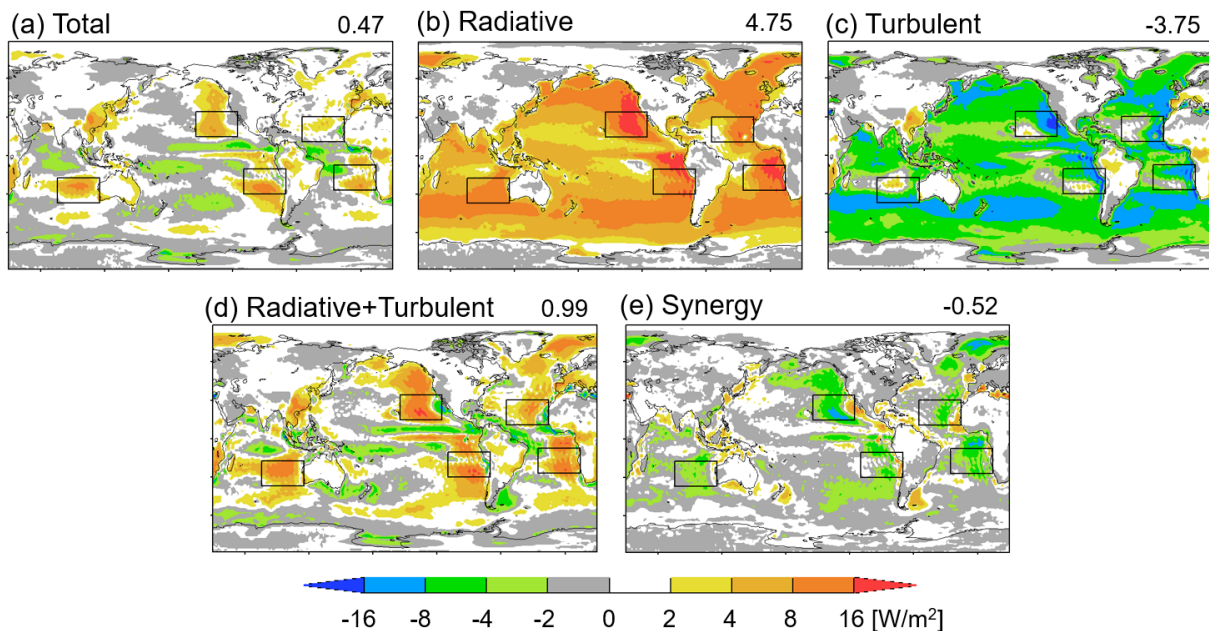 (a) Total 0.47
(b) Radiative 4.75
(c) Turbulent -3.75
(d) Radiative+Turbulent 0.99
(e) Synergy -0.52
-16 -8 -4 -2 0 2 4 8 16 [W/m²]